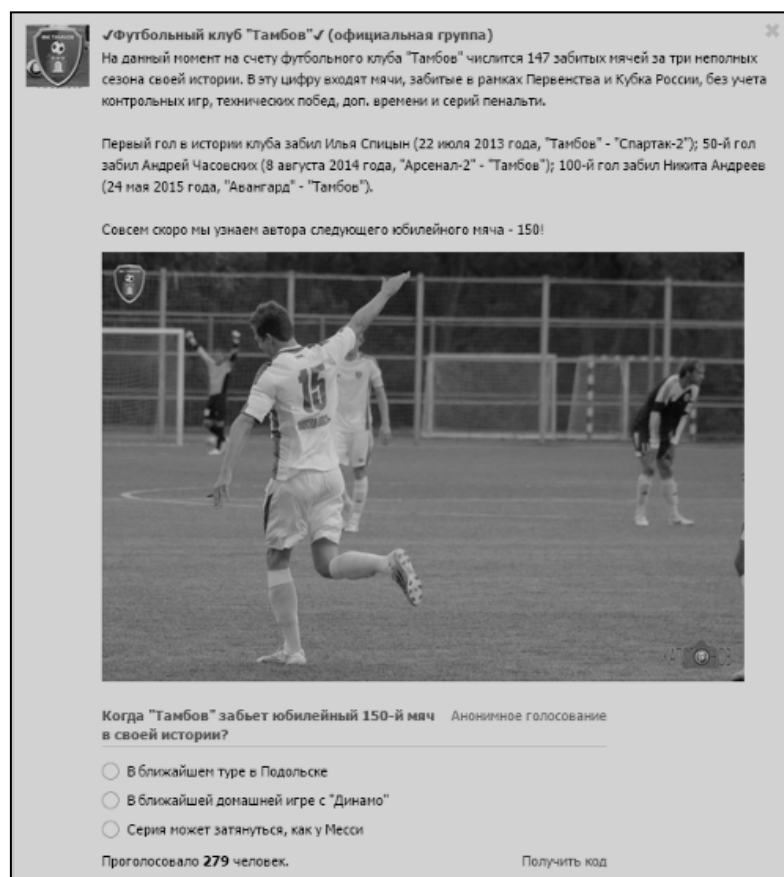 ✓Футбольный клуб "Тамбов"✓ (официальная группа)
На данный момент на счету футбольного клуба "Тамбов" числится 147 забитых мячей за три неполных
сезона своей истории. В эту цифру входят мячи, забитые в рамках Первенства и Кубка России, без учета
контрольных игр, технических побед, доп. времени и серий пенальти.
Первый гол в истории клуба забил Илья Спицын (22 июля 2013 года, "Тамбов" - "Спартак-2"); 50-й гол
забил Андрей Часовских (8 августа 2014 года, "Арсенал-2" - "Тамбов"); 100-й гол забил Никита Андреев
(24 мая 2015 года, "Авангард" - "Тамбов").
Совсем скоро мы узнаем автора следующего юбилейного мяча - 150!
15
Когда "Тамбов" забьет юбилейный 150-й мяч
в своей истории?
Анонимное голосование
В ближайшем туре в Подольске
В ближайшей домашней игре с "Динамо"
Серия может затянуться, как у Месси
Проголосовало 279 человек.
Получить код